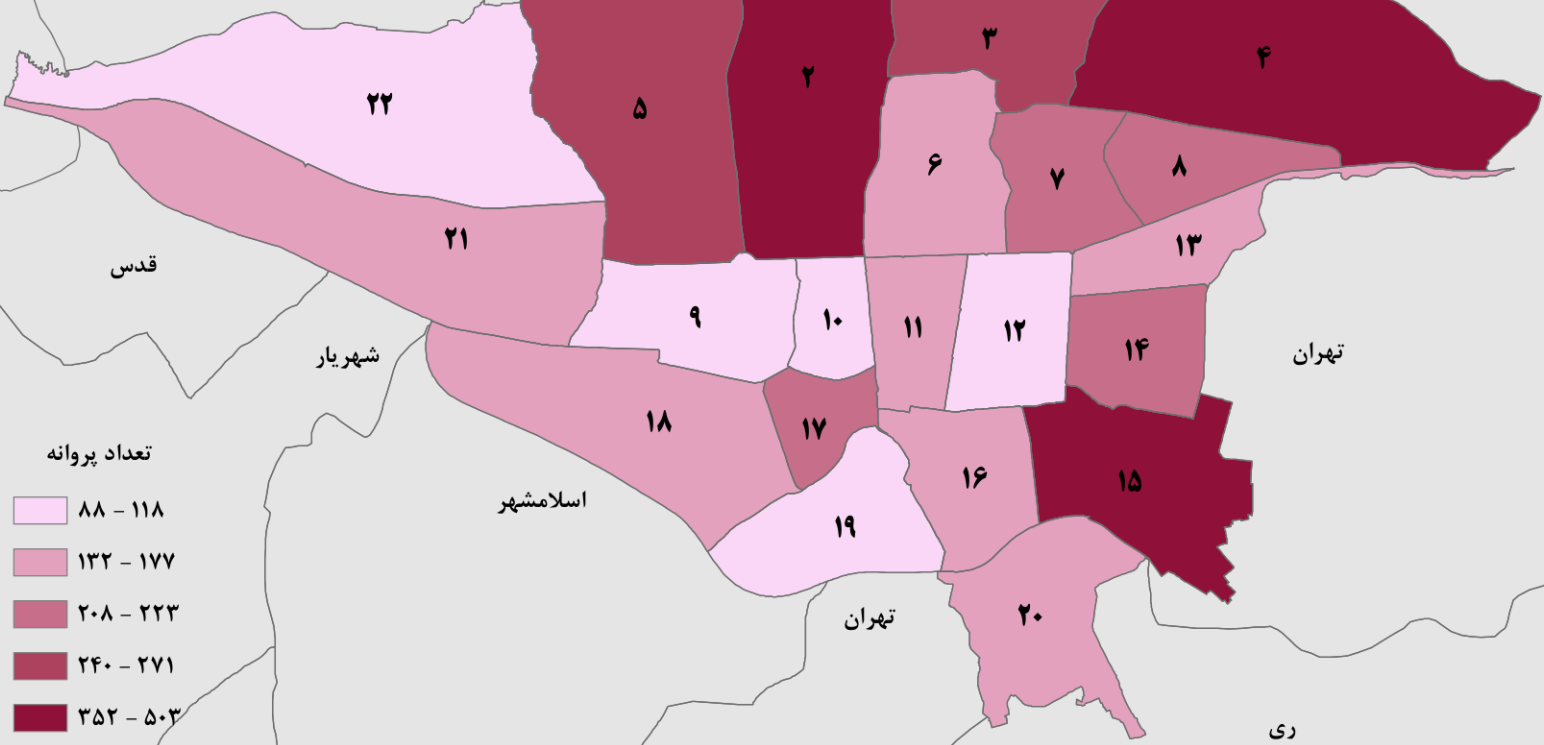 ۳
۴
۲
۵
۲۲
۶
۷
۸
۲۱
۱۳
قدس
۹
۱۰
۱۱
۱۲
۱۴
تهران
شهریار
۱۸
۱۷
۱۶
۱۵
اسلامشهر
۱۹
تهران
۲۰
ری
تعداد پروانه
۸۸ - ۱۱۸
۱۳۲ - ۱۷۷
۲۰۸ - ۲۲۳
۲۴۰ - ۲۷۱
۳۵۲ - ۵۰۳